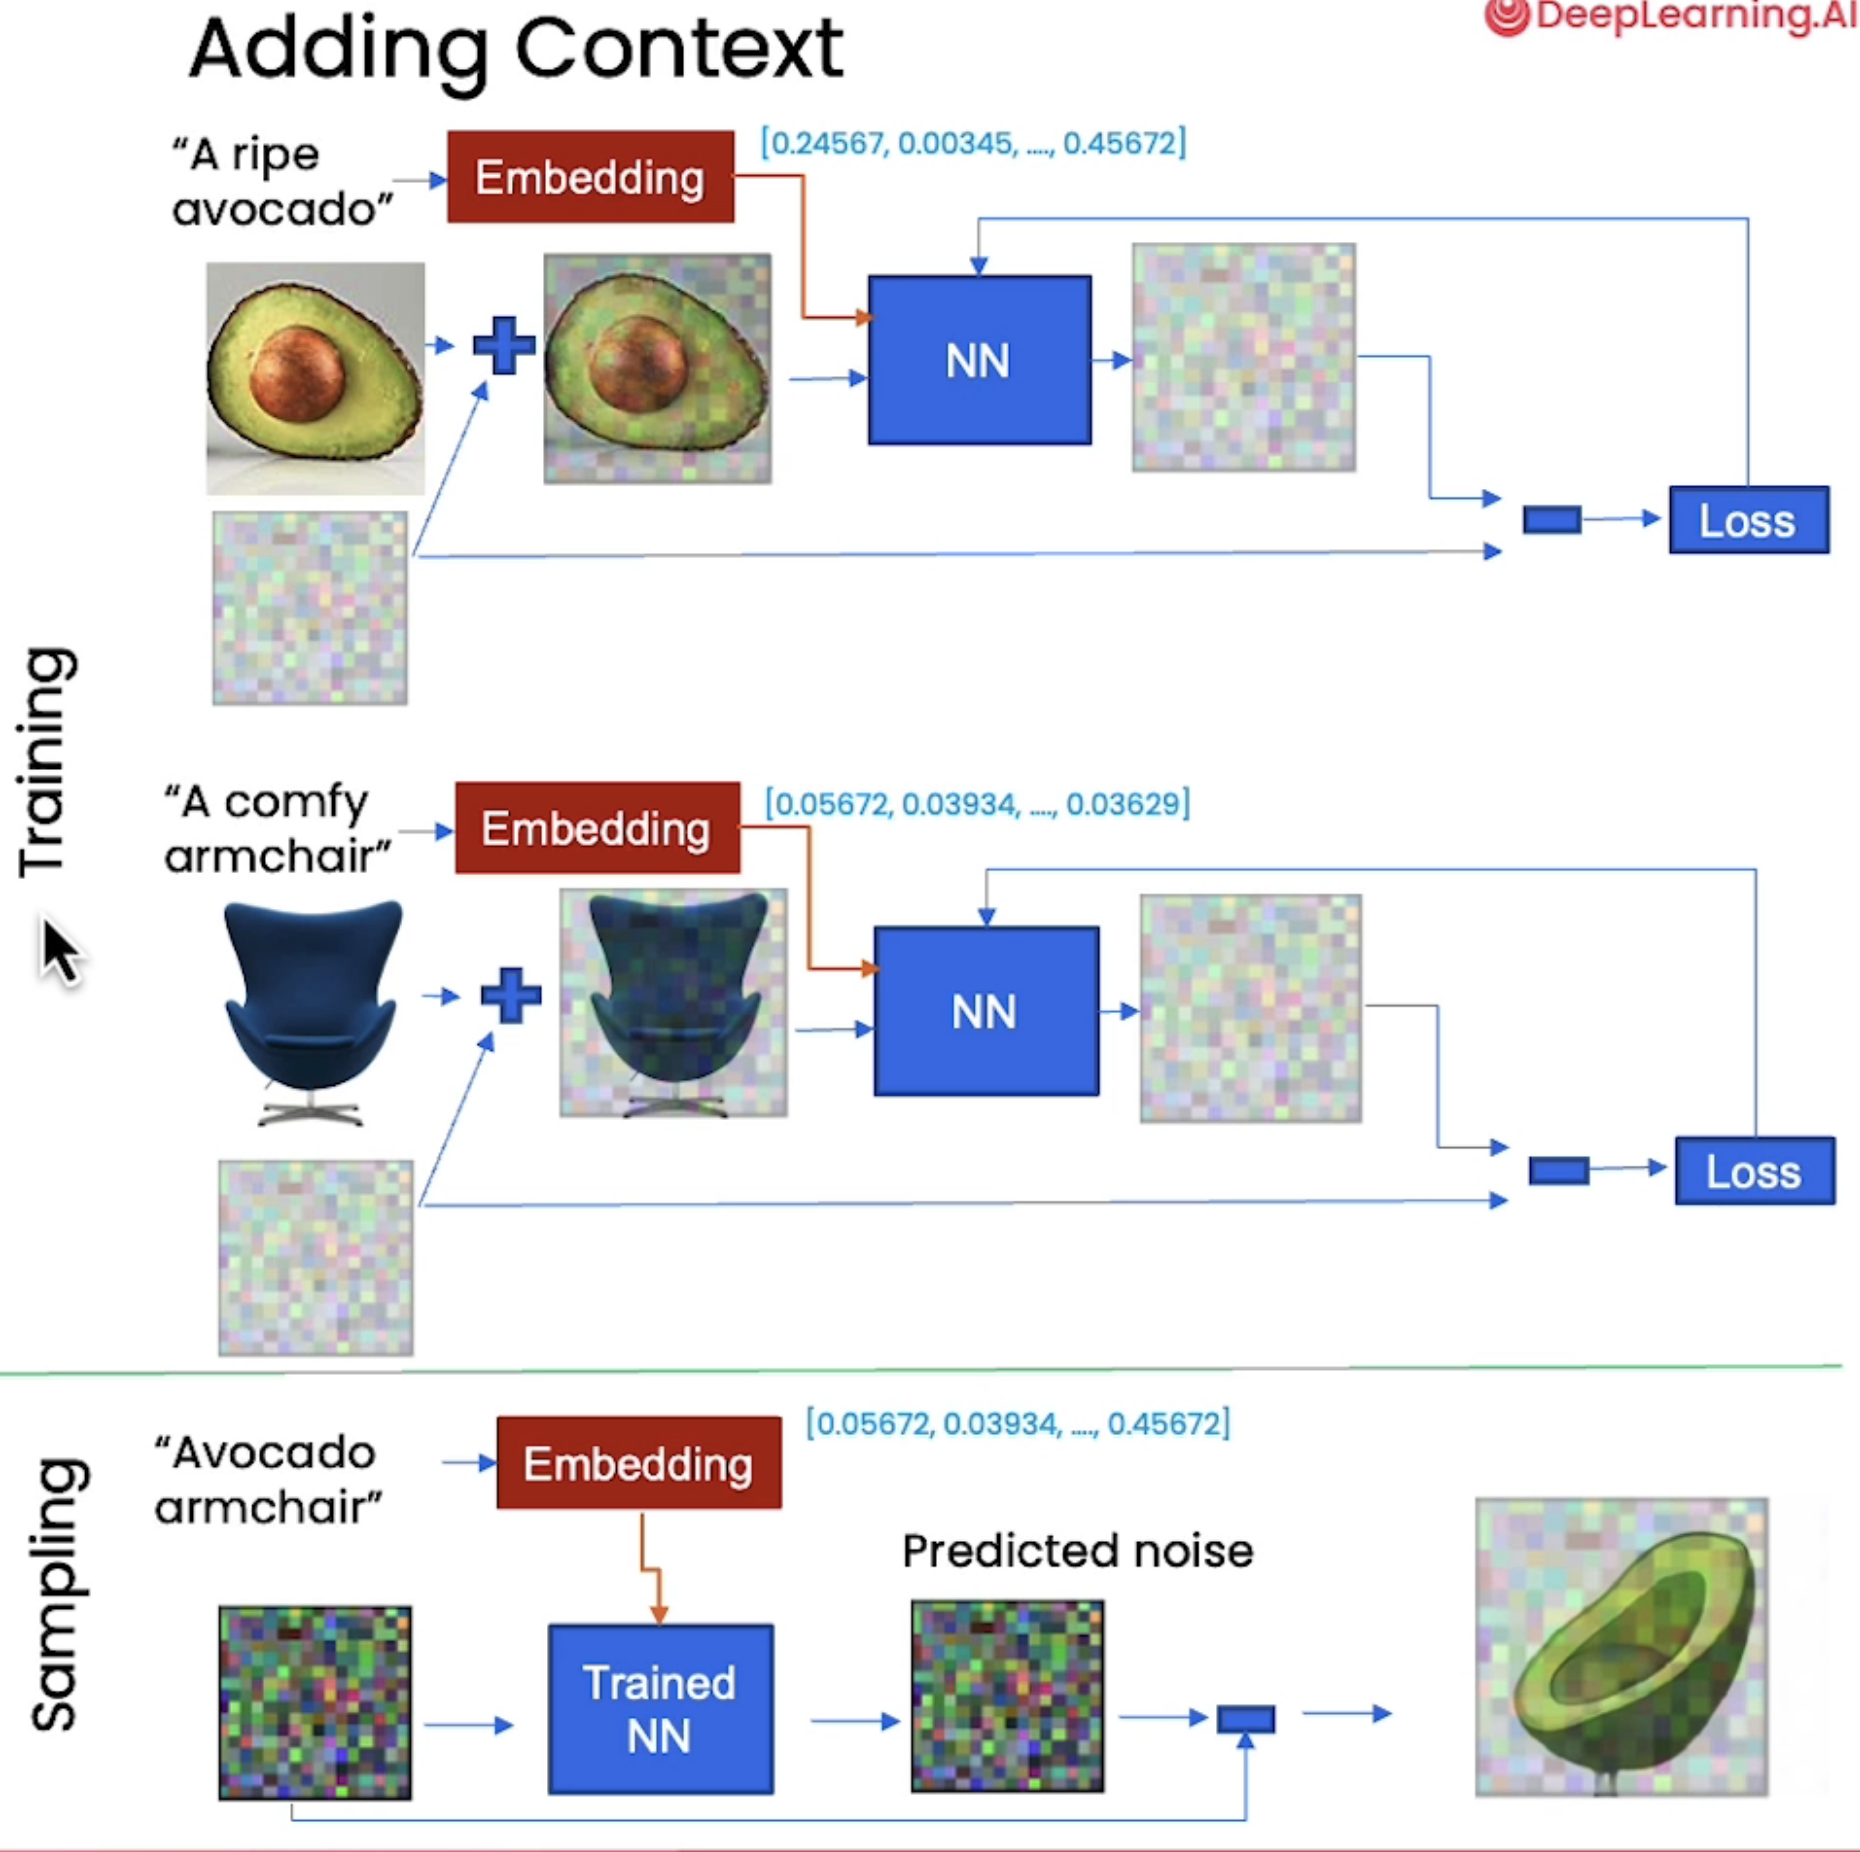 DeepLearning.AI
Adding Context
“A ripe
avocado”
Embedding
[0.24567, 0.00345, ...., 0.45672]
NN
Loss
Training
“A comfy
armchair”
Embedding
[0.05672, 0.03934, ...., 0.03629]
NN
Loss
Sampling
“Avocado
armchair”
Embedding
[0.05672, 0.03934, ...., 0.45672]
Predicted noise
Trained
NN